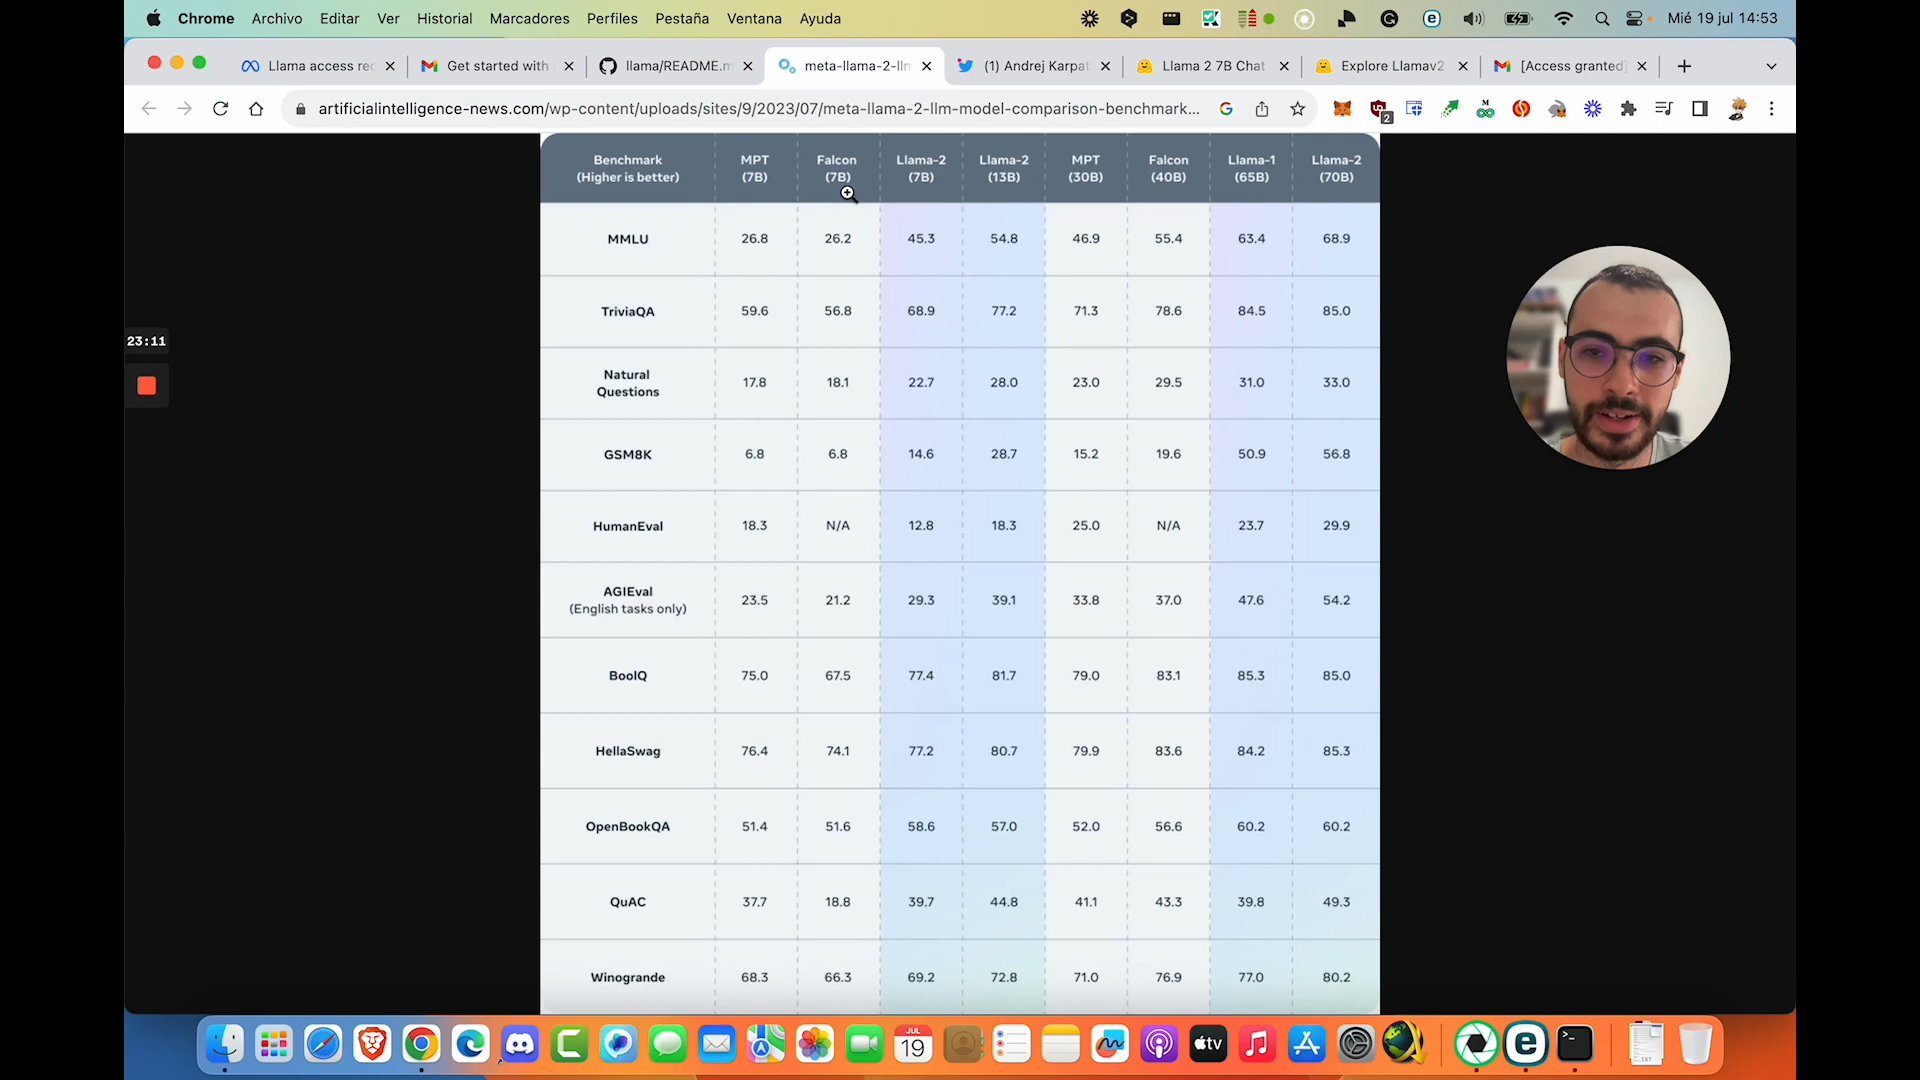 Chrome Archivo Editar Ver Historial Marcadores Perfiles Pestaña Ventana Ayuda Mié 19 jul 14:53
Llama access rec Get started with llama/README.m meta-llama-2-lln (1) Andrej Karpat Llama 2 7B Chat Explore Llamav2 [Access granted]
artificialintelligence-news.com/wp-content/uploads/sites/9/2023/07/meta-llama-2-llm-model-comparison-benchmark...
2
Benchmark (Higher is better) MPT (7B) Falcon (7B) Llama-2 (7B) Llama-2 (13B) MPT (30B) Falcon (40B) Llama-1 (65B) Llama-2 (70B)
MMLU 26.8 26.2 45.3 54.8 46.9 55.4 63.4 68.9
TriviaQA 59.6 56.8 68.9 77.2 71.3 78.6 84.5 85.0
23:11
Natural Questions 17.8 18.1 22.7 28.0 23.0 29.5 31.0 33.0
GSM8K 6.8 6.8 14.6 28.7 15.2 19.6 50.9 56.8
HumanEval 18.3 N/A 12.8 18.3 25.0 N/A 23.7 29.9
AGIEval (English tasks only) 23.5 21.2 29.3 39.1 33.8 37.0 47.6 54.2
BoolQ 75.0 67.5 77.4 81.7 79.0 83.1 85.3 85.0
HellaSwag 76.4 74.1 77.2 80.7 79.9 83.6 84.2 85.3
OpenBookQA 51.4 51.6 58.6 57.0 52.0 56.6 60.2 60.2
QuAC 37.7 18.8 39.7 44.8 41.1 43.3 39.8 49.3
Winogrande 68.3 66.3 69.2 72.8 71.0 76.9 77.0 80.2
JUL
19
tv
TXT